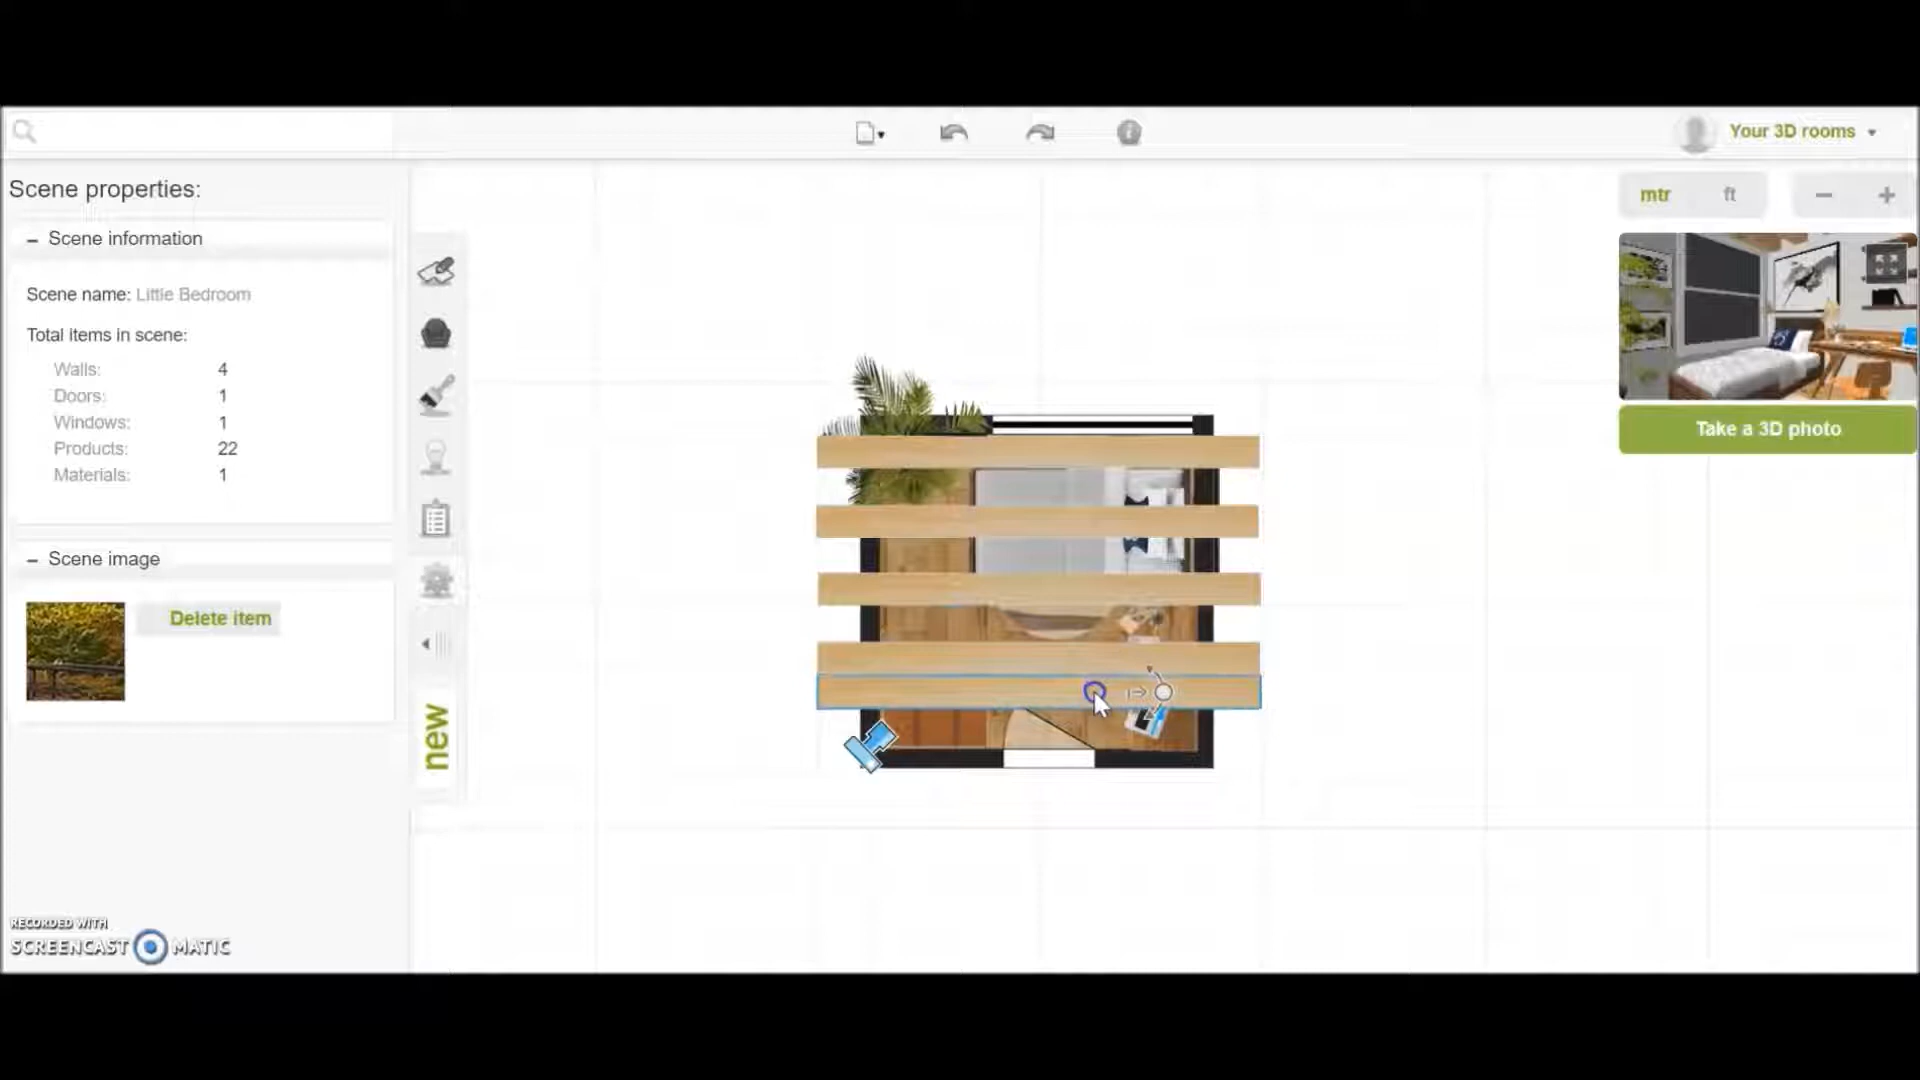 Your 3D rooms
Scene properties:
mtr ft
− Scene information
Scene name: Little Bedroom
Total items in scene:
Walls: 4
Doors: 1
Windows: 1
Products: 22
Materials: 1
Take a 3D photo
− Scene image
Delete item
new
RECORDED WITH
SCREENCAST MATIC